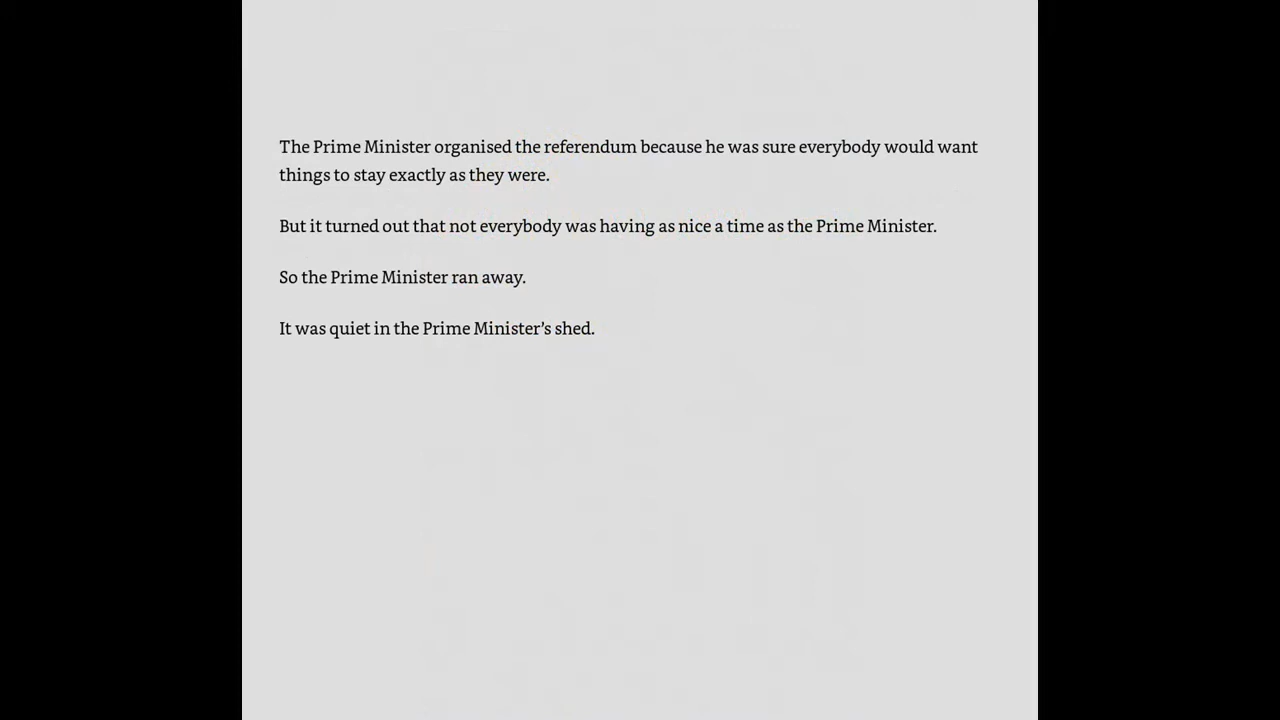 The Prime Minister organised the referendum because he was sure everybody would want
things to stay exactly as they were.
But it turned out that not everybody was having as nice a time as the Prime Minister.
So the Prime Minister ran away.
It was quiet in the Prime Minister’s shed.